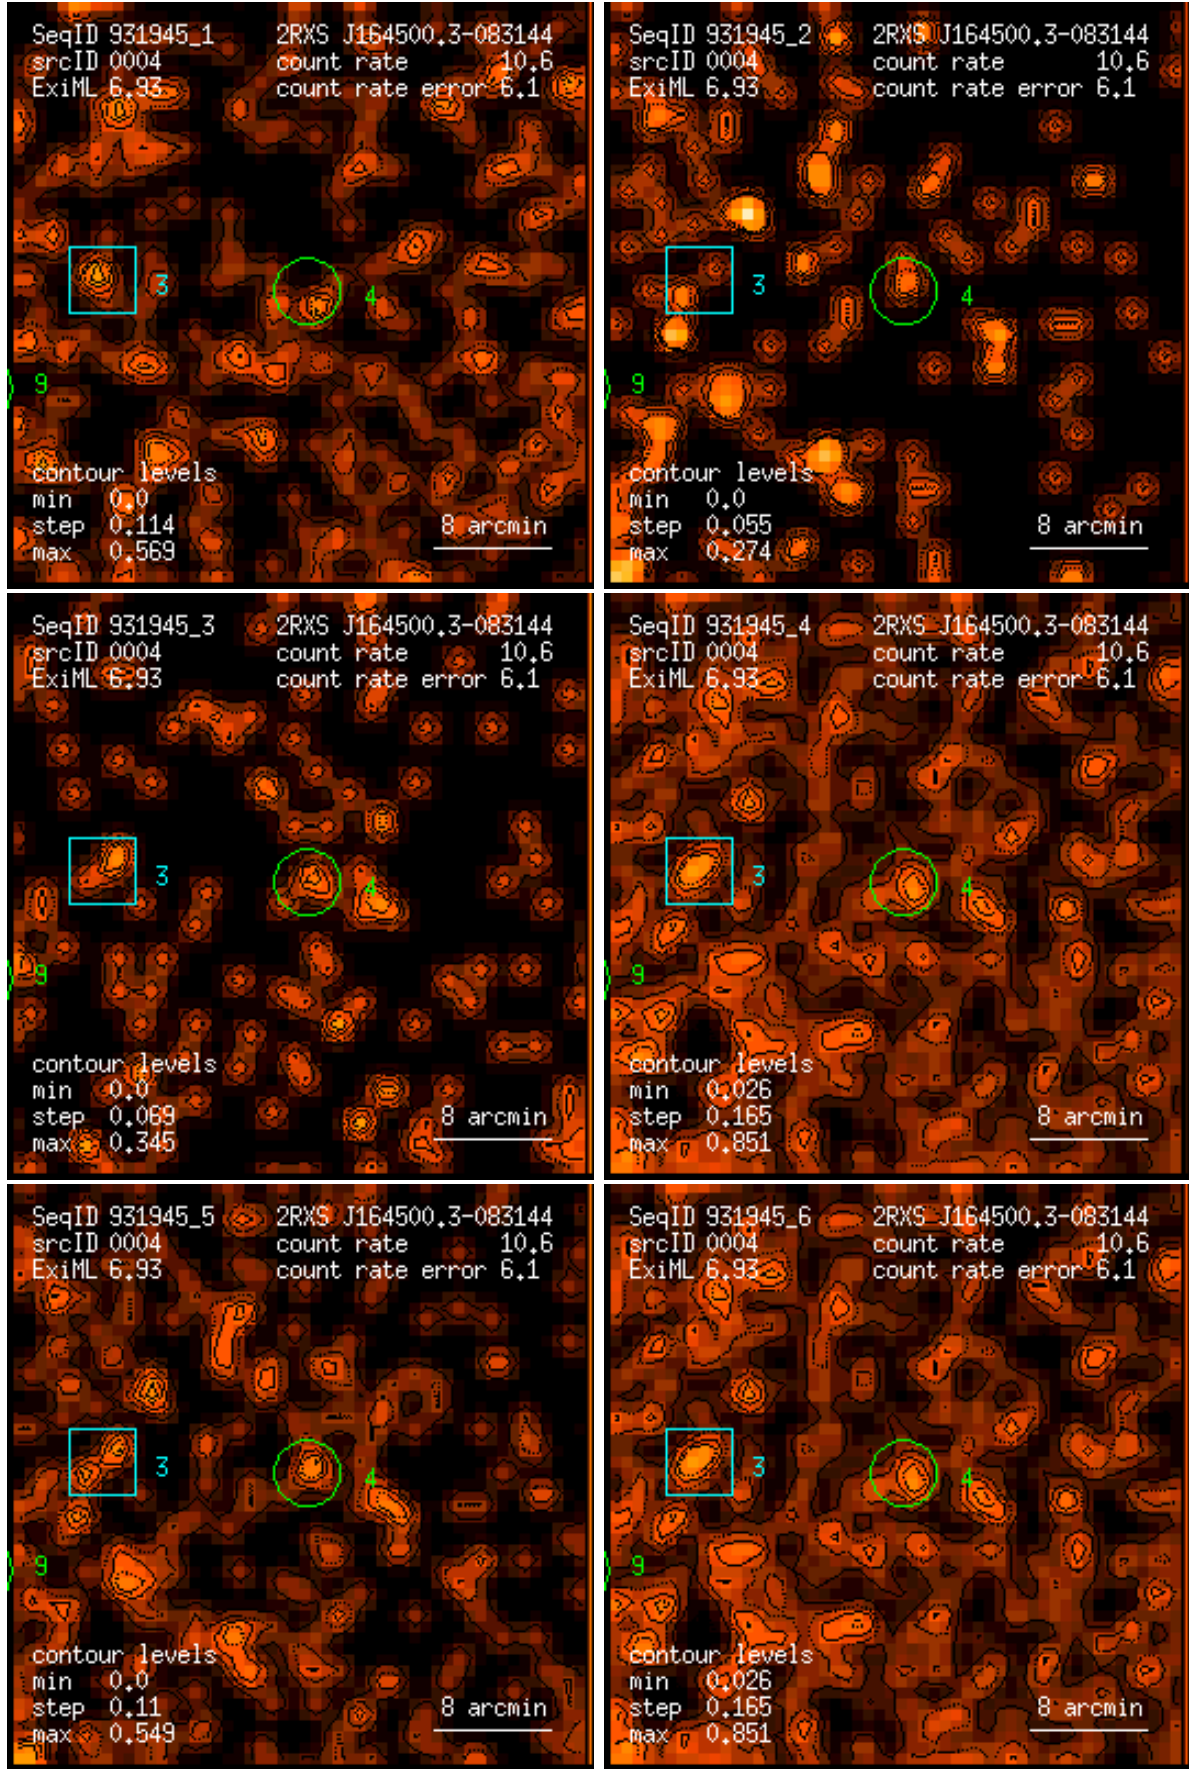 SeqID 931945_1 2RXS J164500.3-083144
srcID 0004 count rate 10.6
ExiML 6.93 count rate error 6.1
3
4
9
contour levels
min 0.0
step 0.114 8 arcmin
max 0.569
SeqID 931945_2 2RXS J164500.3-083144
srcID 0004 count rate 10.6
ExiML 6.93 count rate error 6.1
3
4
9
contour levels
min 0.0
step 0.055 8 arcmin
max 0.274
SeqID 931945_3 2RXS J164500.3-083144
srcID 0004 count rate 10.6
ExiML 6.93 count rate error 6.1
3
4
9
contour levels
min 0.0
step 0.069 8 arcmin
max 0.345
SeqID 931945_4 2RXS J164500.3-083144
srcID 0004 count rate 10.6
ExiML 6.93 count rate error 6.1
3
4
9
contour levels
min 0.026
step 0.165 8 arcmin
max 0.851
SeqID 931945_5 2RXS J164500.3-083144
srcID 0004 count rate 10.6
ExiML 6.93 count rate error 6.1
3
4
9
contour levels
min 0.0
step 0.11 8 arcmin
max 0.549
SeqID 931945_6 2RXS J164500.3-083144
srcID 0004 count rate 10.6
ExiML 6.93 count rate error 6.1
3
4
9
contour levels
min 0.026
step 0.165 8 arcmin
max 0.851